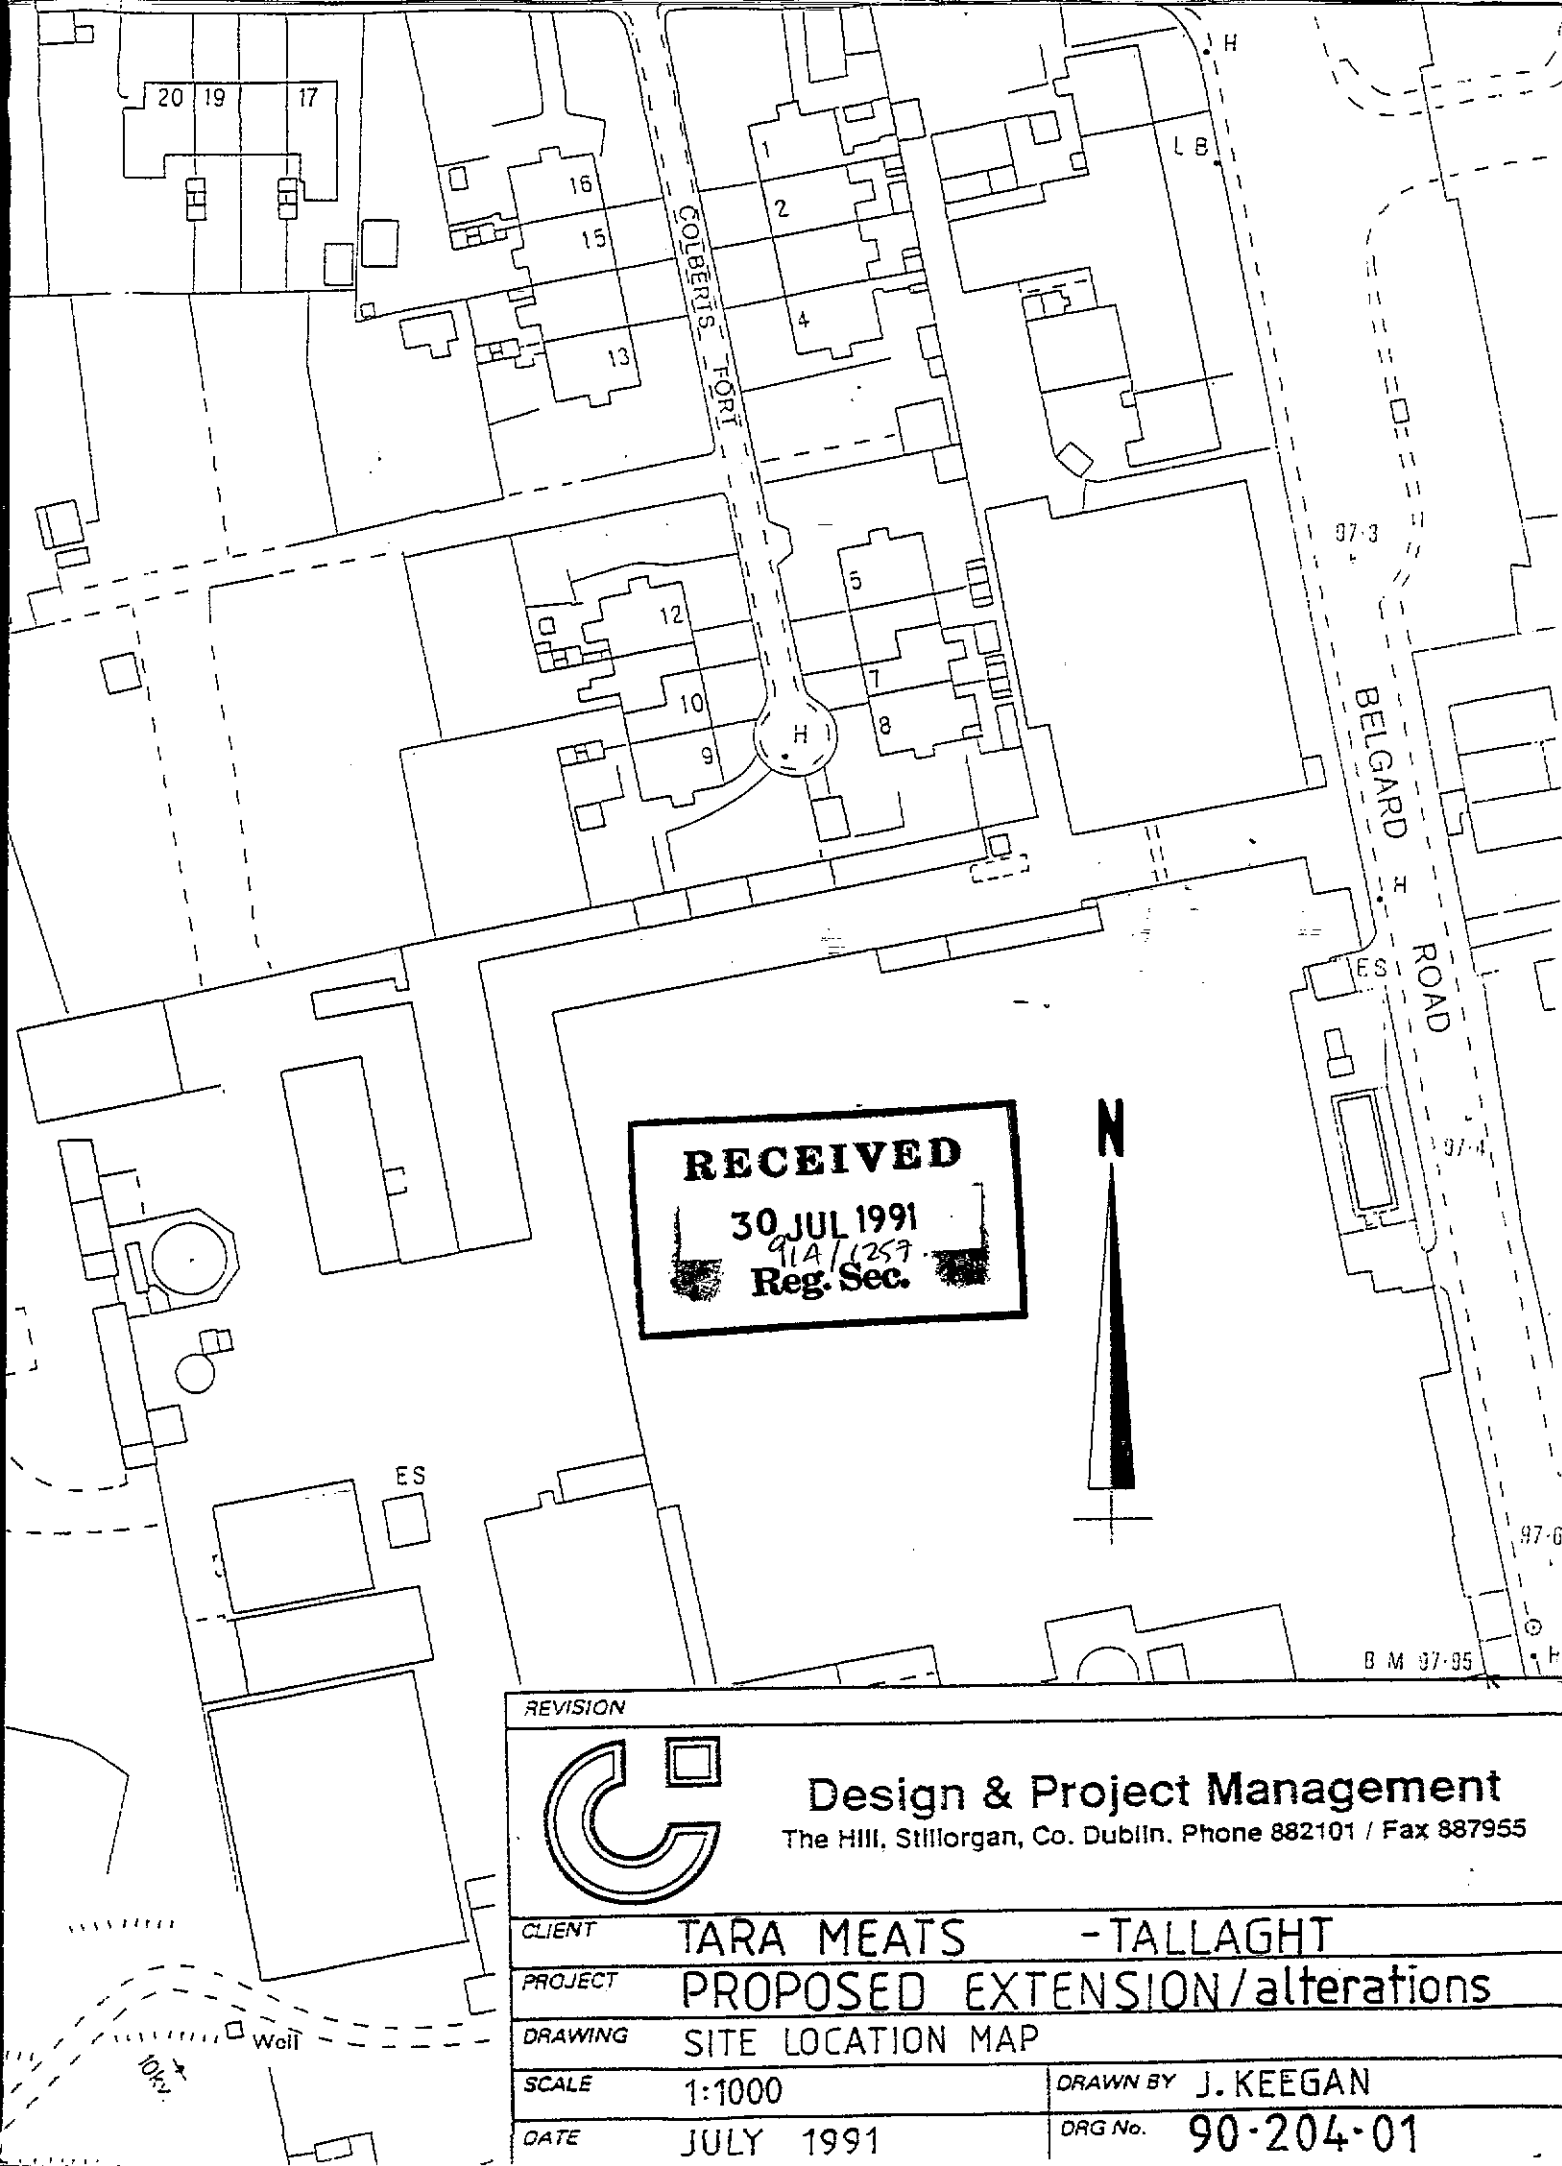 H
20 19 17
L B
1
16
2
15
COLBERTS FORT
4
13
97·3
5
12
7
10
8
H
9
BELGARD ROAD
H
ES
97·4
RECEIVED
30 JUL 1991
91A/1257
Reg. Sec.
N
ES
97·6
B M 97·95
H
Well
10kv.
REVISION
Design & Project Management
The Hill, Stillorgan, Co. Dublin. Phone 882101 / Fax 887955
CLIENT TARA MEATS - TALLAGHT
PROJECT PROPOSED EXTENSION/alterations
DRAWING SITE LOCATION MAP
SCALE 1:1000 DRAWN BY J. KEEGAN
DATE JULY 1991 DRG No. 90·204·01